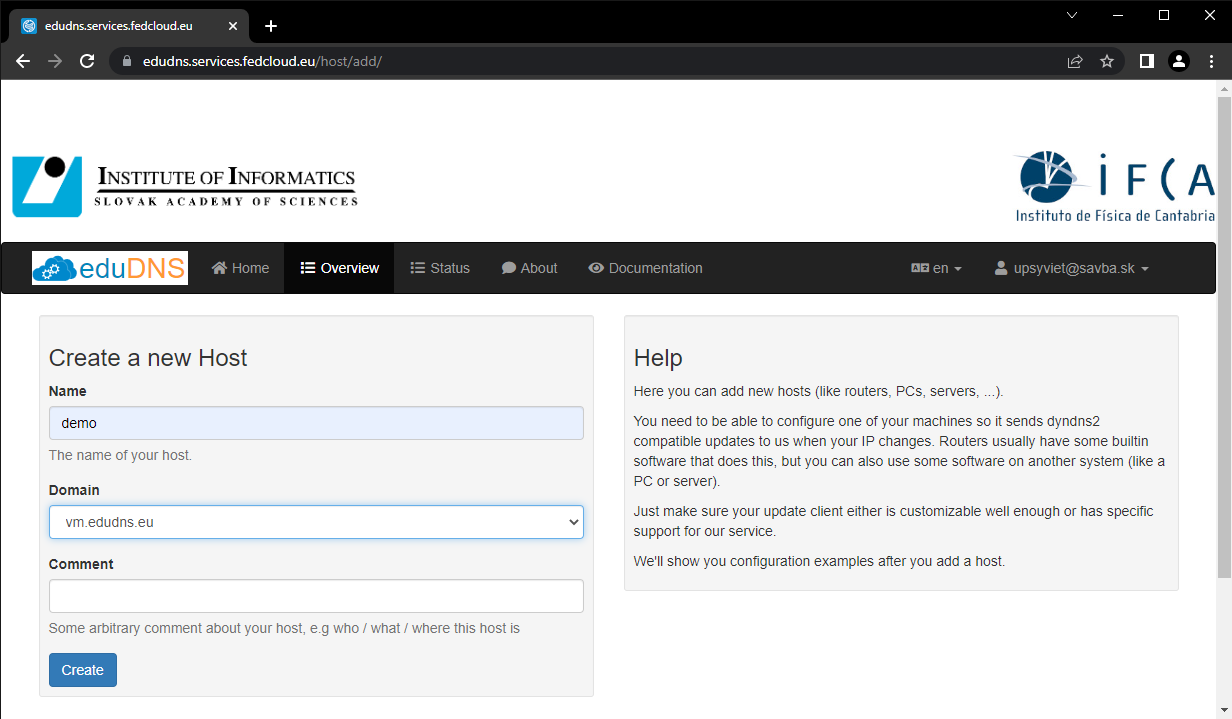 edudns.services.fedcloud.eu
edudns.services.fedcloud.eu/host/add/
INSTITUTE OF INFORMATICS
SLOVAK ACADEMY OF SCIENCES
iFCA
Instituto de Física de Cantabria
eduDNS
Home
Overview
Status
About
Documentation
en
upsyviet@savba.sk
Create a new Host
Name
demo
The name of your host.
Domain
vm.edudns.eu
Comment
Some arbitrary comment about your host, e.g who / what / where this host is
Create
Help
Here you can add new hosts (like routers, PCs, servers, ...).
You need to be able to configure one of your machines so it sends dyndns2
compatible updates to us when your IP changes. Routers usually have some builtin
software that does this, but you can also use some software on another system (like a
PC or server).
Just make sure your update client either is customizable well enough or has specific
support for our service.
We'll show you configuration examples after you add a host.